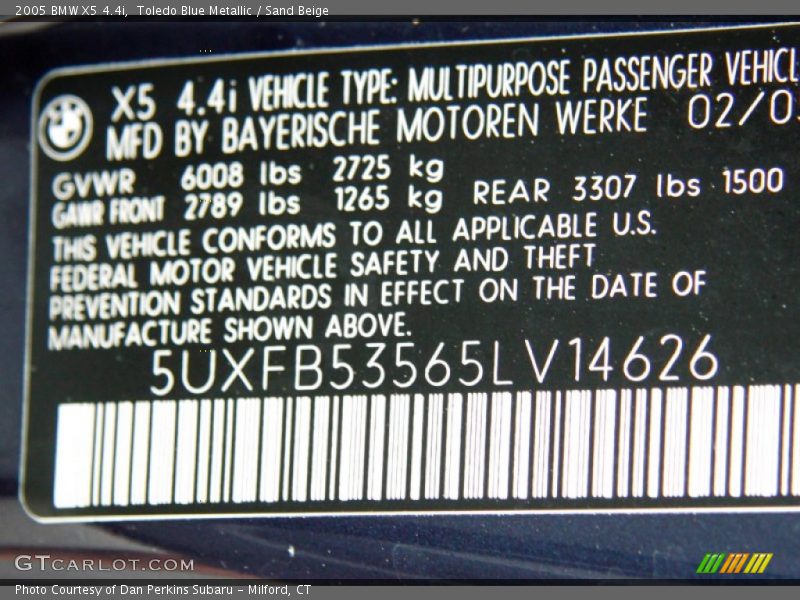 2005 BMW X5 4.4i, Toledo Blue Metallic / Sand Beige
X5 4.4i VEHICLE TYPE: MULTIPURPOSE PASSENGER
MFD BY BAYERISCHE MOTOREN WERKE
GVWR 6008 lbs 2725 kg
GAWR FRONT 2789 lbs 1265 kg REAR 3307 lbs 1500
THIS VEHICLE CONFORMS TO ALL APPLICABLE U.S.
FEDERAL MOTOR VEHICLE SAFETY AND THEFT
PREVENTION STANDARDS IN EFFECT ON THE DATE OF
MANUFACTURE SHOWN ABOVE.
5UXFB53565LV14626
GTCARLOT.COM
Photo Courtesy of Dan Perkins Subaru - Milford, CT